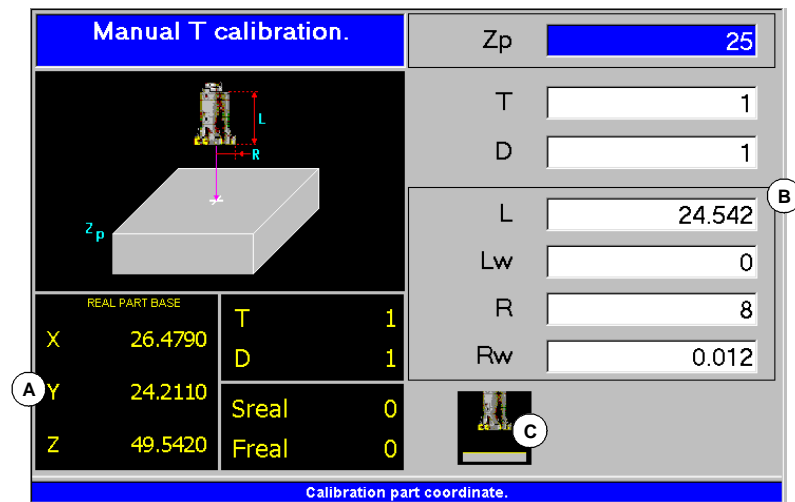 Manual T calibration.
Zp 25
T 1
D 1
L
R
Zp
B
L 24.542
Lw 0
R 8
Rw 0.012
REAL PART BASE
X 26.4790
Y 24.2110
Z 49.5420
A
T 1
D 1
Sreal 0
Freal 0
C
Calibration part coordinate.